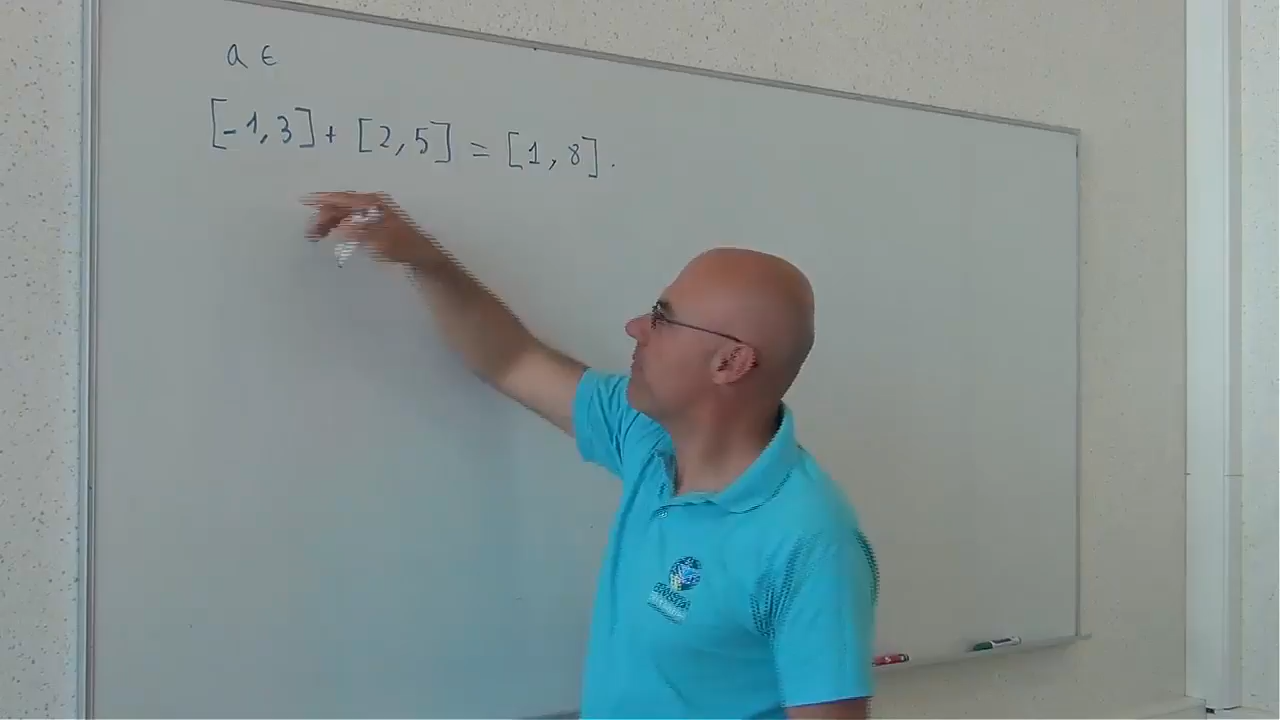 a ∈
[-1,3] + [2,5] = [1,8].